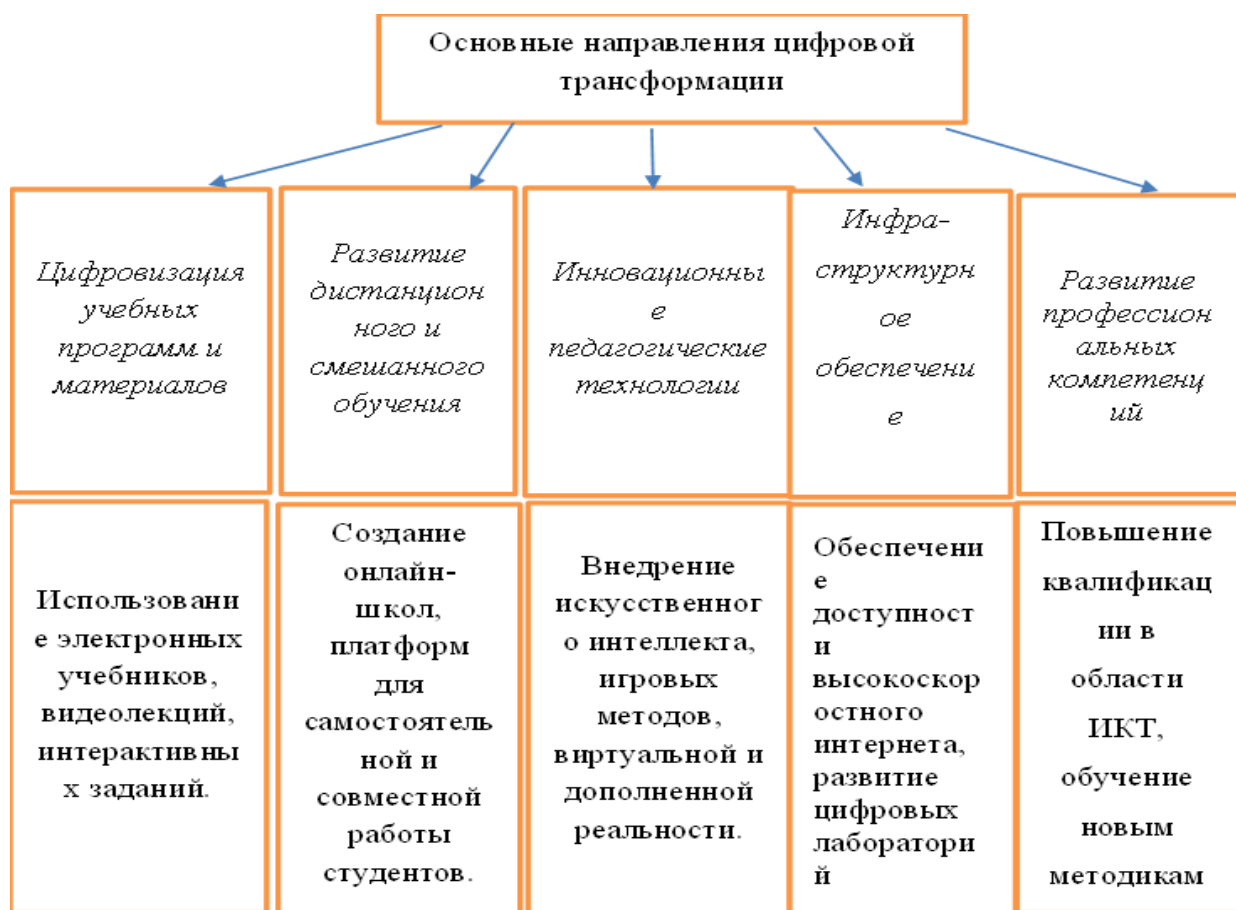 Основные направления цифровой
трансформации
Цифровизация
учебных
программ и
материалов
Развитие
дистанцион
ного и
смешанного
обучения
Инновационны
е
педагогические
технологии
Инфра-
структурн
ое
обеспечени
е
Развитие
профессион
альных
компетенц
ий
Использовани
е электронных
учебников,
видеолекций,
интерактивны
х заданий.
Создание
онлайн-
школ,
платформ
для
самостоятель
ной и
совместной
работы
студентов.
Внедрение
искусственног
о интеллекта,
игровых
методов,
виртуальной и
дополненной
реальности.
Обеспечени
е
доступност
и
высокоскор
остного
интернета,
развитие
цифровых
лаборатори
й
Повышение
квалификац
ии в
области
ИКТ,
обучение
новым
методикам